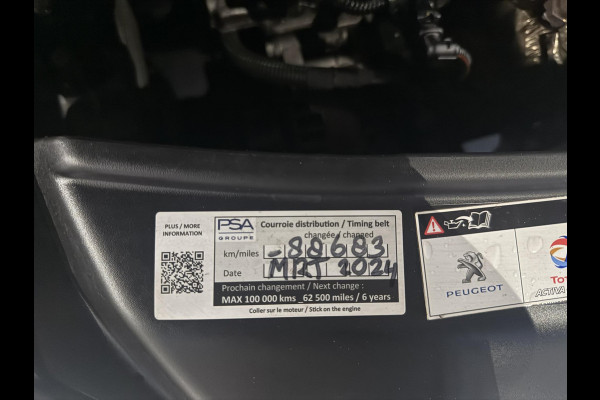 PLUS / MORE
INFORMATION
PSA
GROUPE
Courroie distribution / Timing belt
changée / changed
km/miles 88683
Date MRT 2024
Prochain changement / Next change :
MAX 100 000 kms _62 500 miles / 6 years
Coller sur le moteur / Stick on the engine
PEUGEOT
TO
ACTIVA